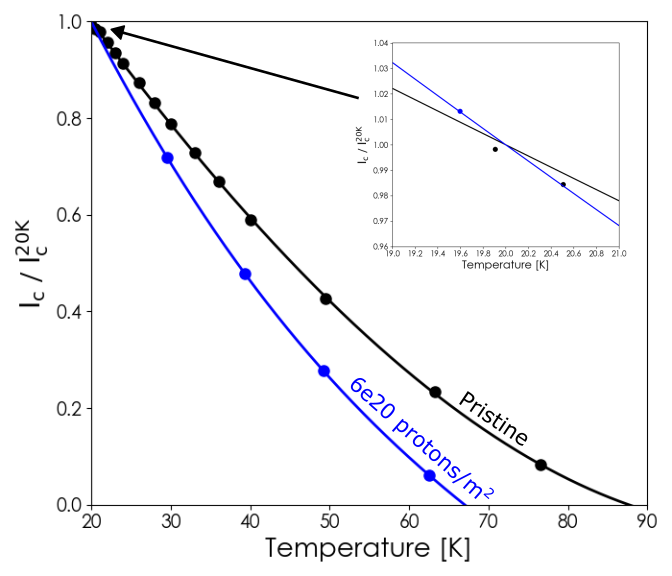 1.0
0.8
0.6
0.4
0.2
0.0
I_c / I_c^20K
20 30 40 50 60 70 80 90
Temperature [K]
Pristine
6e20 protons/m²
1.04
1.03
1.02
1.01
1.00
0.99
0.98
0.97
0.96
I_c / I_c^20K
19.0 19.2 19.4 19.6 19.8 20.0 20.2 20.4 20.6 20.8 21.0
Temperature [K]